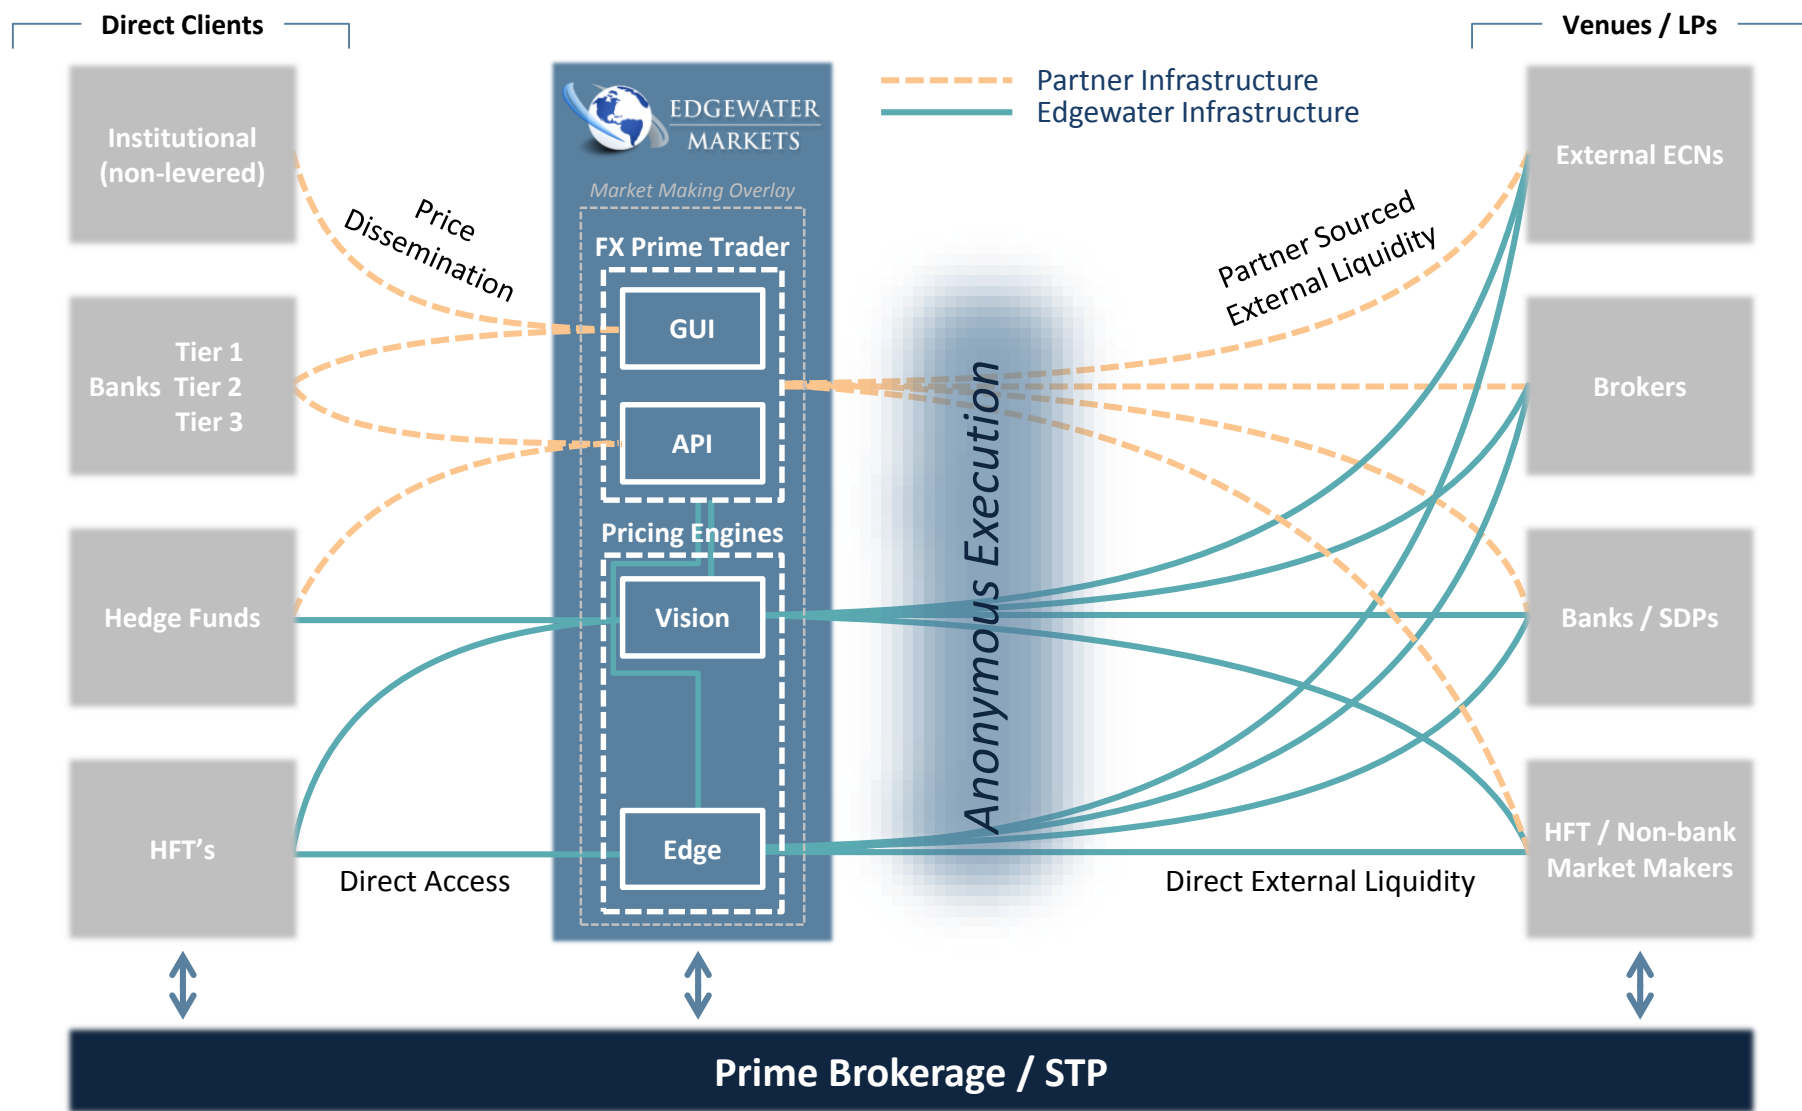 Direct Clients
Venues / LPs
Partner Infrastructure
Edgewater Infrastructure
Institutional
(non-levered)
Tier 1
Banks Tier 2
Tier 3
Hedge Funds
HFT's
Price
Dissemination
Direct Access
EDGEWATER
MARKETS
Market Making Overlay
FX Prime Trader
GUI
API
Pricing Engines
Vision
Edge
Anonymous Execution
Partner Sourced
External Liquidity
Direct External Liquidity
External ECNs
Brokers
Banks / SDPs
HFT / Non-bank
Market Makers
Prime Brokerage / STP